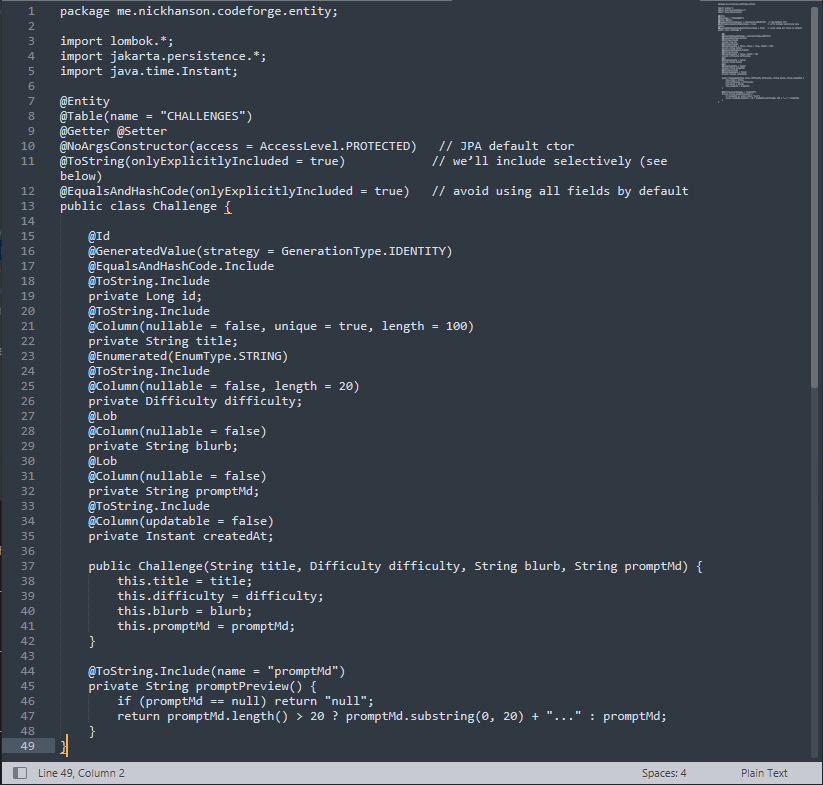 1 package me.nickhanson.codeforge.entity;
2
3 import lombok.*;
4 import jakarta.persistence.*;
5 import java.time.Instant;
6
7 @Entity
8 @Table(name = "CHALLENGES")
9 @Getter @Setter
10 @NoArgsConstructor(access = AccessLevel.PROTECTED)   // JPA default ctor
11 @ToString(onlyExplicitlyIncluded = true)            // we’ll include selectively (see
below)
12 @EqualsAndHashCode(onlyExplicitlyIncluded = true)   // avoid using all fields by default
13 public class Challenge {
14
15     @Id
16     @GeneratedValue(strategy = GenerationType.IDENTITY)
17     @EqualsAndHashCode.Include
18     @ToString.Include
19     private Long id;
20     @ToString.Include
21     @Column(nullable = false, unique = true, length = 100)
22     private String title;
23     @Enumerated(EnumType.STRING)
24     @ToString.Include
25     @Column(nullable = false, length = 20)
26     private Difficulty difficulty;
27     @Lob
28     @Column(nullable = false)
29     private String blurb;
30     @Lob
31     @Column(nullable = false)
32     private String promptMd;
33     @ToString.Include
34     @Column(updatable = false)
35     private Instant createdAt;
36
37     public Challenge(String title, Difficulty difficulty, String blurb, String promptMd) {
38         this.title = title;
39         this.difficulty = difficulty;
40         this.blurb = blurb;
41         this.promptMd = promptMd;
42     }
43
44     @ToString.Include(name = "promptMd")
45     private String promptPreview() {
46         if (promptMd == null) return "null";
47         return promptMd.length() > 20 ? promptMd.substring(0, 20) + "..." : promptMd;
48     }
49 }
Line 49, Column 2 Spaces: 4 Plain Text